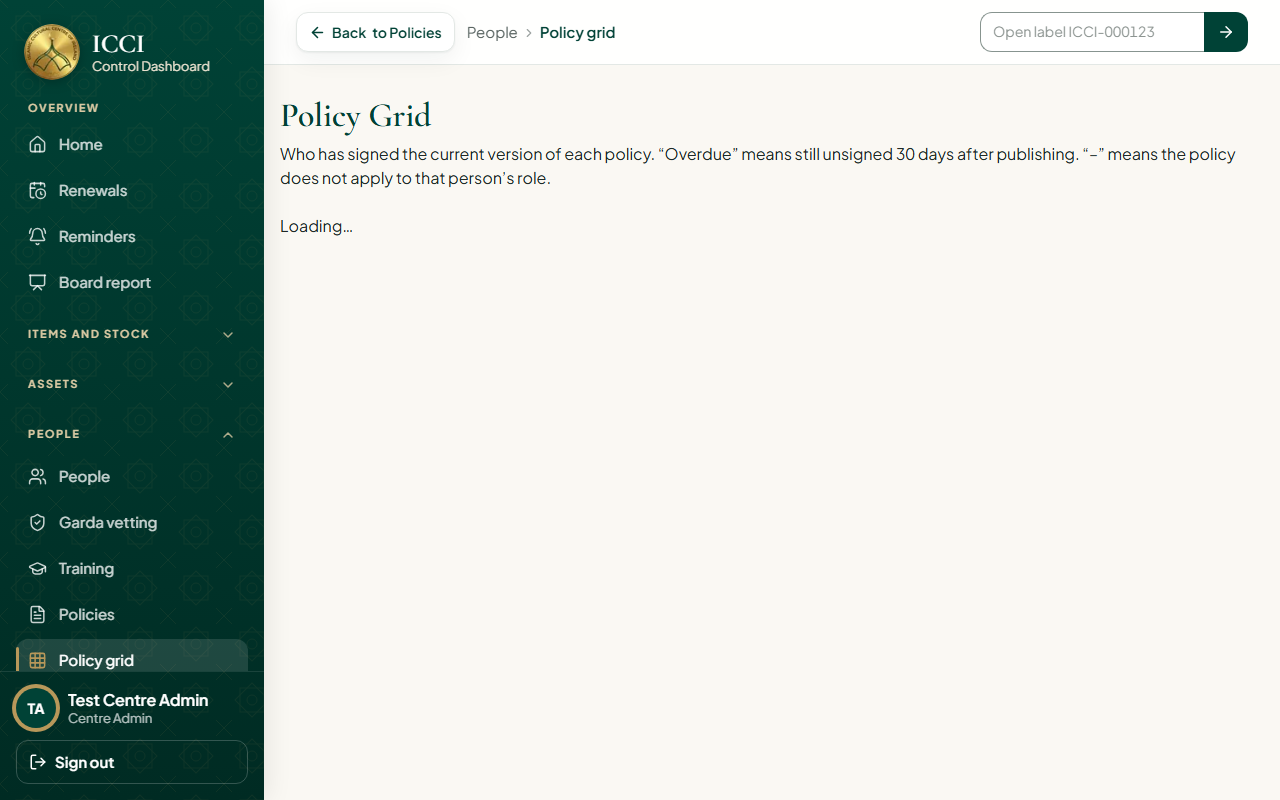 ICCI
Control Dashboard
OVERVIEW
Home
Renewals
Reminders
Board report
ITEMS AND STOCK
ASSETS
PEOPLE
People
Garda vetting
Training
Policies
Policy grid
TA
Test Centre Admin
Centre Admin
Sign out
Back to Policies
People
Policy grid
Open label ICCI-000123
Policy Grid
Who has signed the current version of each policy. “Overdue” means still unsigned 30 days after publishing. “–” means the policy
does not apply to that person’s role.
Loading…